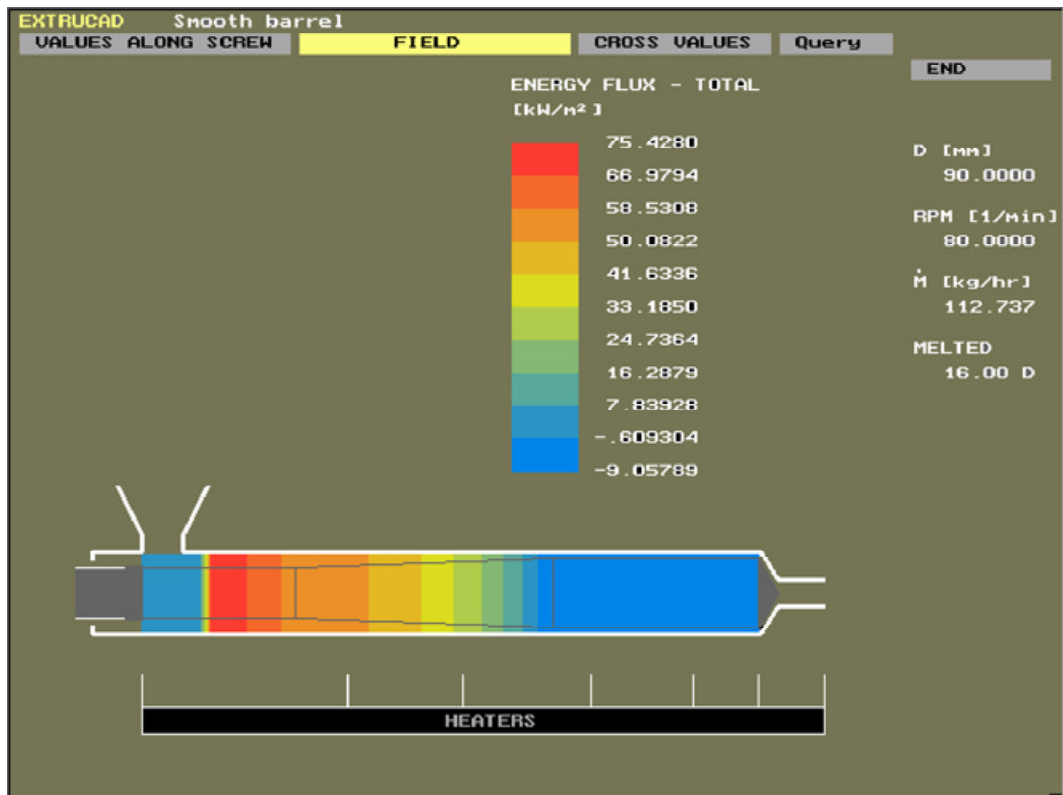 EXTRUCAD Smooth barrel
VALUES ALONG SCREW FIELD CROSS VALUES Query
END
ENERGY FLUX - TOTAL
[kW/m²]
75.4280
66.9794
58.5308
50.0822
41.6336
33.1850
24.7364
16.2879
7.83928
-.609304
-9.05789
D [mm]
90.0000
RPM [1/min]
80.0000
Ṁ [kg/hr]
112.737
MELTED
16.00 D
HEATERS